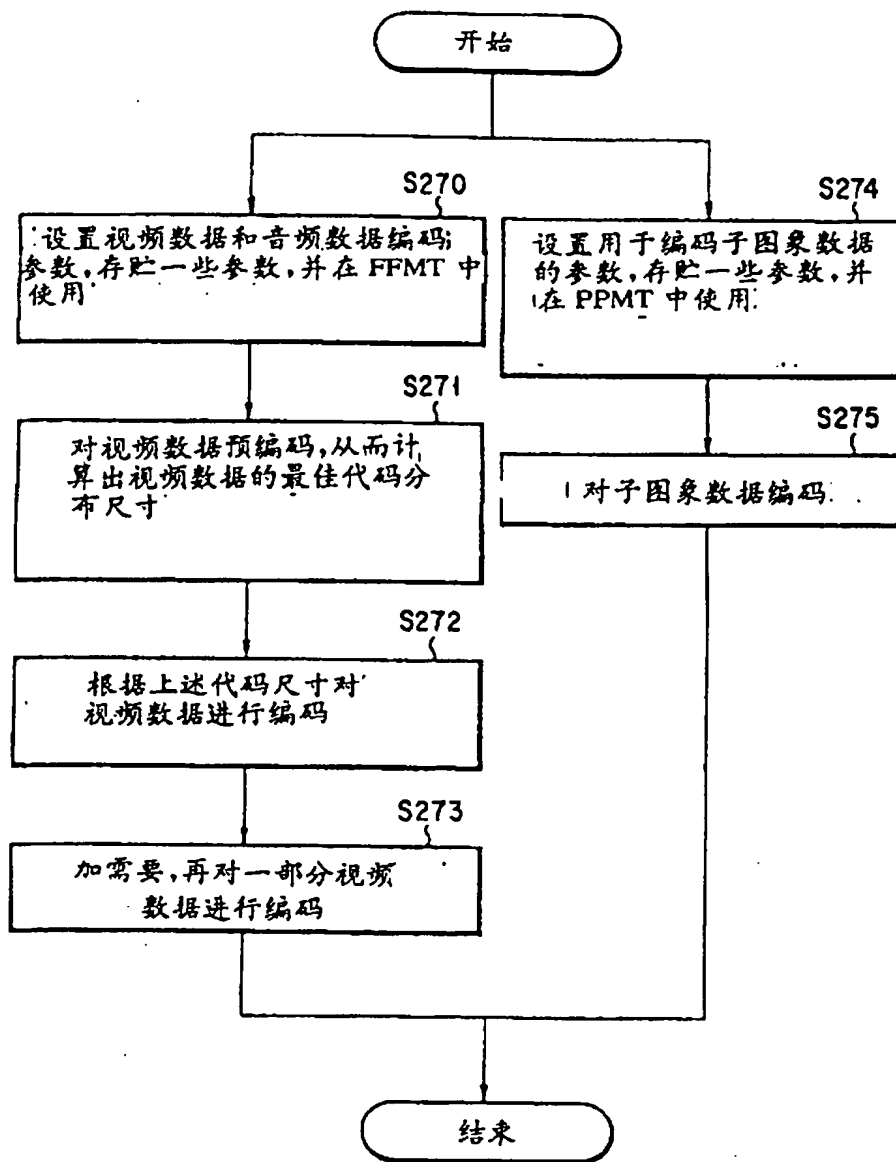 开始
S270
设置视频数据和音频数据编码
参数,存贮一些参数,并在 FFMT 中
使用
S271
对视频数据预编码,从而计
算出视频数据的最佳代码分
布尺寸
S272
根据上述代码尺寸对
视频数据进行编码
S273
加需要,再对一部分视频
数据进行编码
S274
设置用于编码子图象数据
的参数,存贮一些参数,并
在 PPMT 中使用
S275
对子图象数据编码
结束